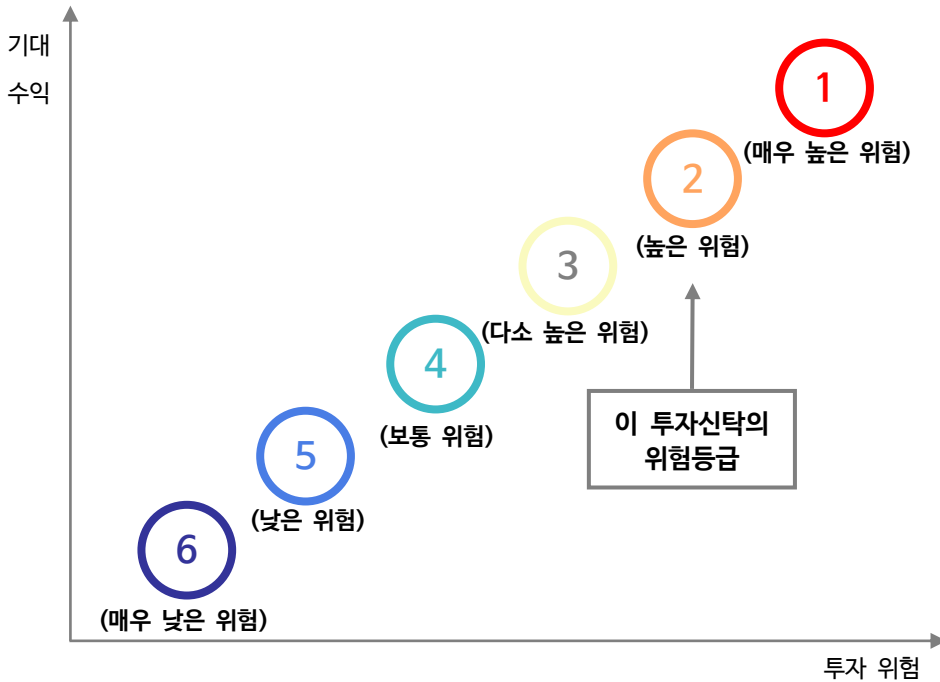 기대
수익
1
(매우 높은 위험)
2
(높은 위험)
3
(다소 높은 위험)
4
(보통 위험)
이 투자신탁의
위험등급
5
(낮은 위험)
6
(매우 낮은 위험)
투자 위험